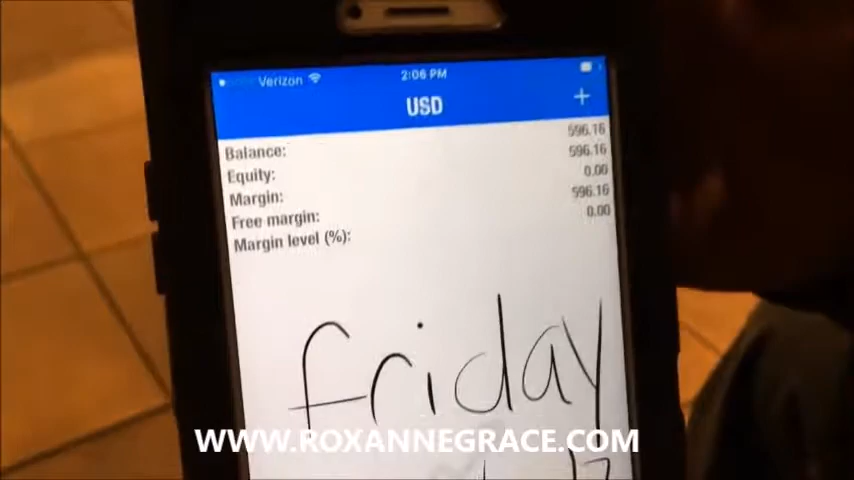 Verizon 2:06 PM
USD +
Balance: 596.16
Equity: 596.16
Margin: 0.00
Free margin: 596.16
Margin level (%): 0.00
friday
WWW.ROXANNEGRACE.COM